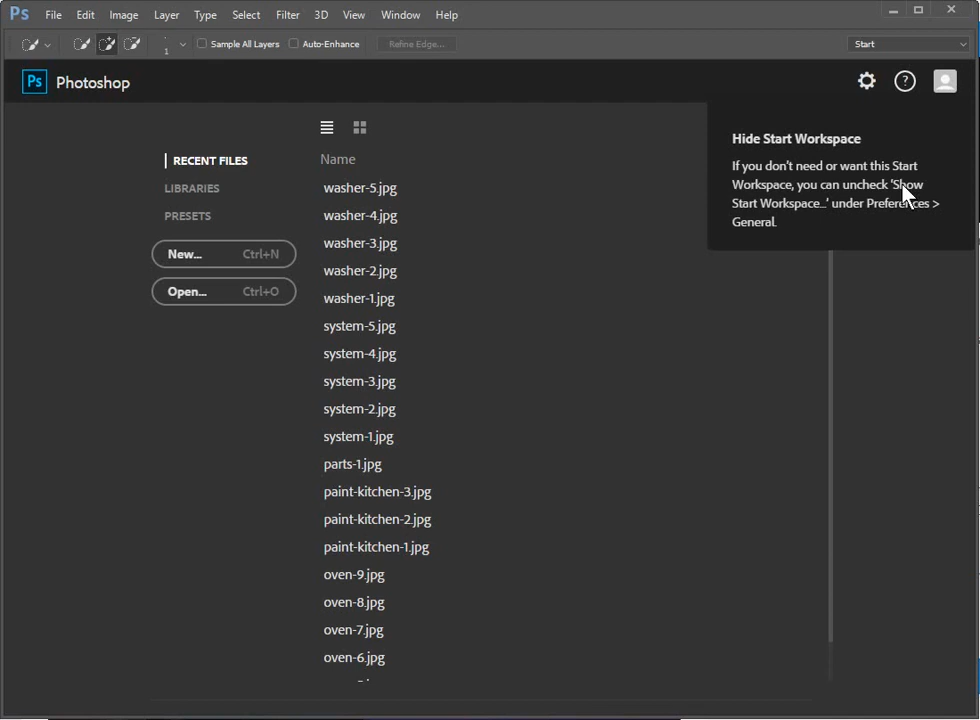 Ps File Edit Image Layer Type Select Filter 3D View Window Help
1 Sample All Layers Auto-Enhance Refine Edge... Start
Ps Photoshop ?
Hide Start Workspace
If you don't need or want this Start
Workspace, you can uncheck 'Show
Start Workspace...' under Preferences >
General.
RECENT FILES
LIBRARIES
PRESETS
New... Ctrl+N
Open... Ctrl+O
Name
washer-5.jpg
washer-4.jpg
washer-3.jpg
washer-2.jpg
washer-1.jpg
system-5.jpg
system-4.jpg
system-3.jpg
system-2.jpg
system-1.jpg
parts-1.jpg
paint-kitchen-3.jpg
paint-kitchen-2.jpg
paint-kitchen-1.jpg
oven-9.jpg
oven-8.jpg
oven-7.jpg
oven-6.jpg